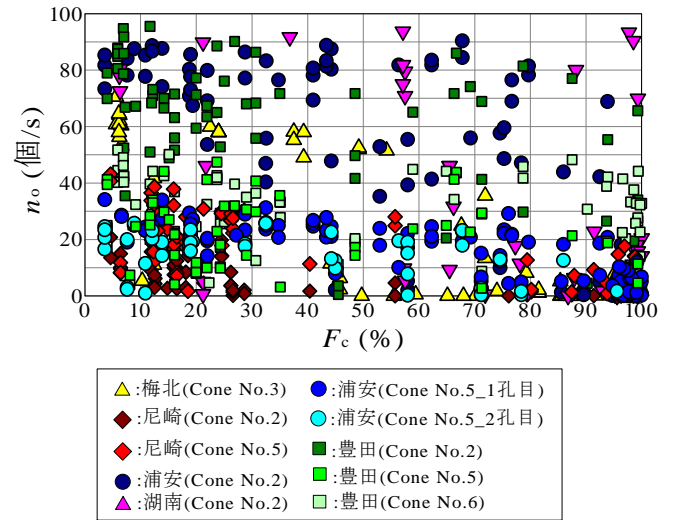 100
80
60
40
20
0
n₀ (個/s)
0 10 20 30 40 50 60 70 80 90 100
Fc (%)
:梅北(Cone No.3)
:浦安(Cone No.5_1孔目)
:尼崎(Cone No.2)
:浦安(Cone No.5_2孔目)
:尼崎(Cone No.5)
:豊田(Cone No.2)
:浦安(Cone No.2)
:豊田(Cone No.5)
:湖南(Cone No.2)
:豊田(Cone No.6)